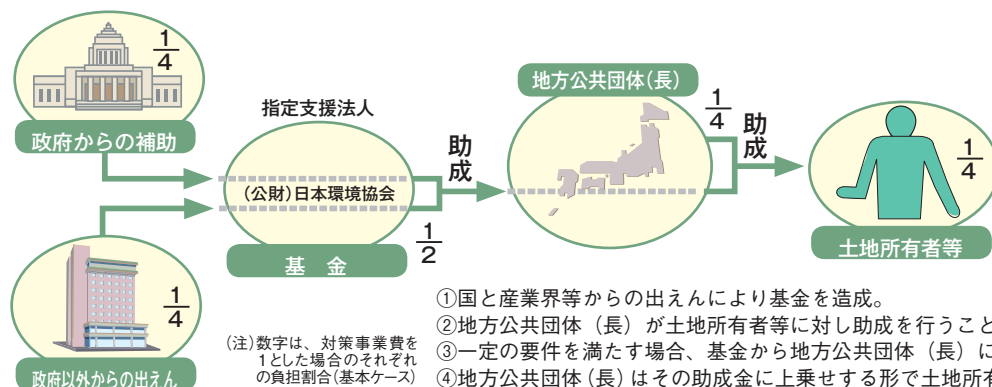 1/4
政府からの補助
指定支援法人
(公財)日本環境協会
基 金
助成
1/2
地方公共団体(長)
1/4
助成
1/4
土地所有者等
1/4
政府以外からの出えん
(注)数字は、対策事業費を
1とした場合のそれぞれ
の負担割合(基本ケース)
①国と産業界等からの出えんにより基金を造成。
②地方公共団体(長)が土地所有者等に対し助成を行うこと
③一定の要件を満たす場合、基金から地方公共団体(長)に
④地方公共団体(長)はその助成金に上乗せする形で土地所有